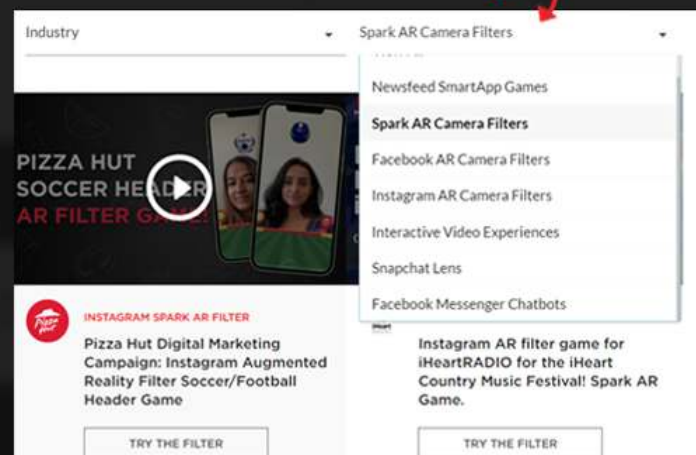 Industry
Spark AR Camera Filters
Newsfeed SmartApp Games
Spark AR Camera Filters
Facebook AR Camera Filters
Instagram AR Camera Filters
Interactive Video Experiences
Snapchat Lens
Facebook Messenger Chatbots
PIZZA HUT
SOCCER HEADER
AR FILTER GAME!
Pizza Hut
INSTAGRAM SPARK AR FILTER
Pizza Hut Digital Marketing
Campaign: Instagram Augmented
Reality Filter Soccer/Football
Header Game
TRY THE FILTER
iHeart
Instagram AR filter game for
iHeartRADIO for the iHeart
Country Music Festival! Spark AR
Game.
TRY THE FILTER